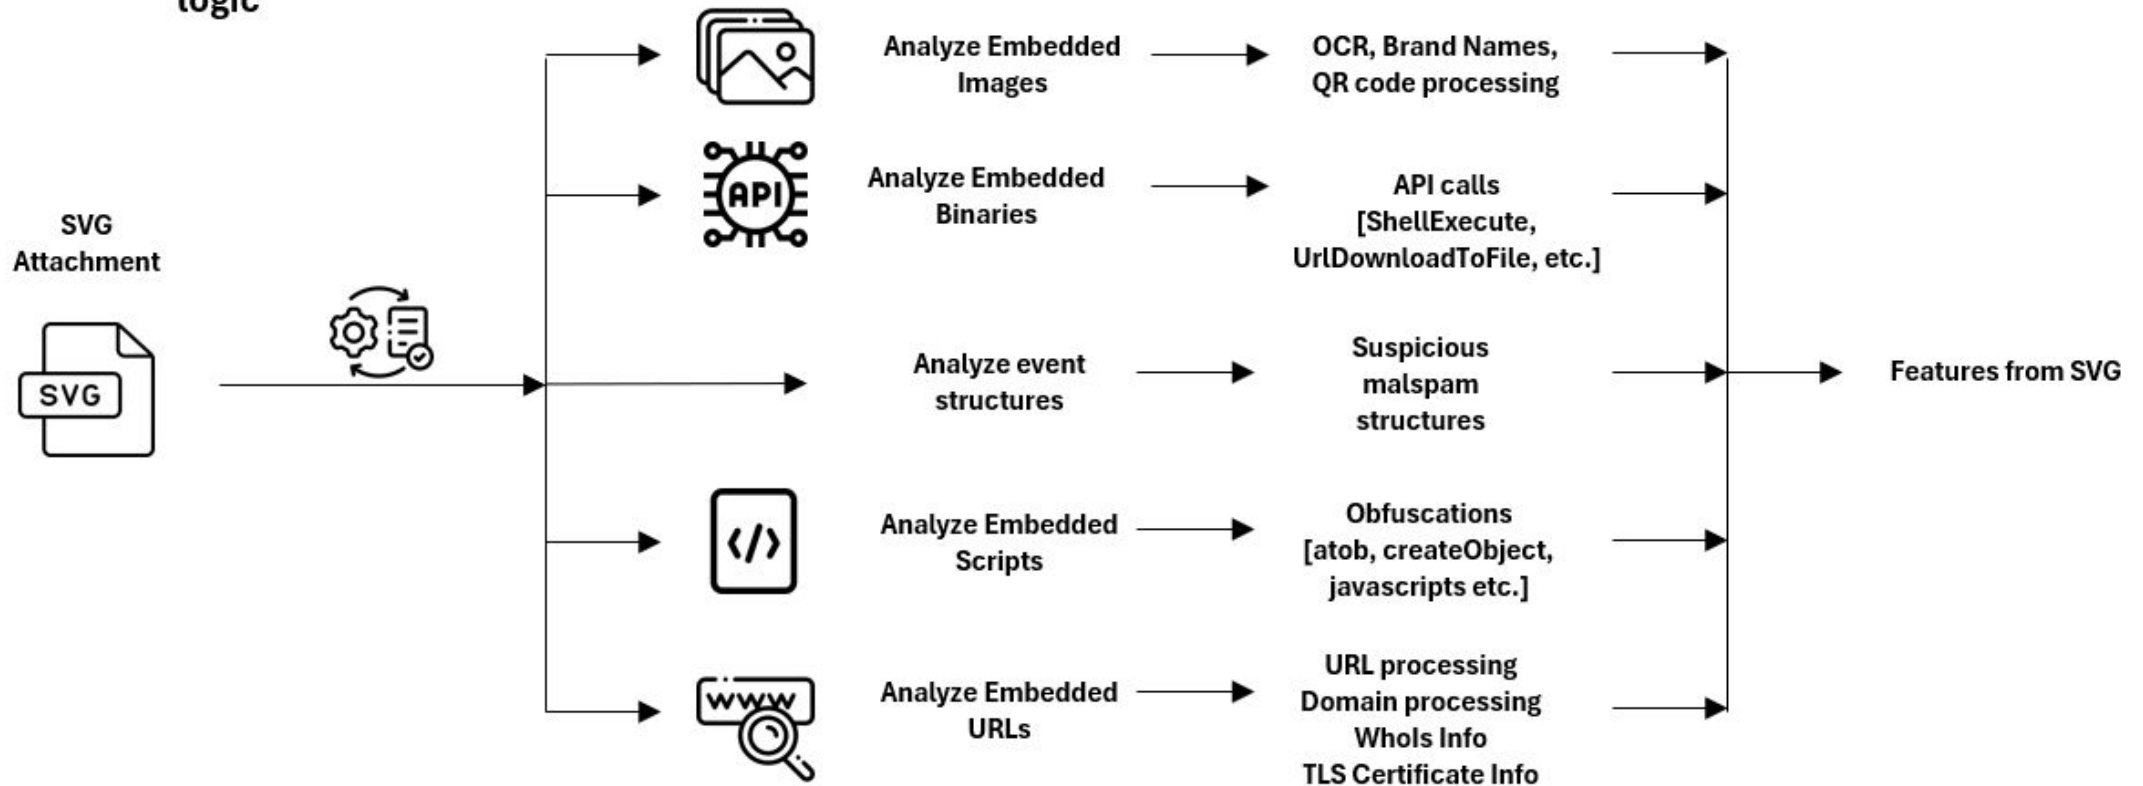 logic
SVG
Attachment
SVG
Analyze Embedded
Images
OCR, Brand Names,
QR code processing
API
Analyze Embedded
Binaries
API calls
[ShellExecute,
UrlDownloadToFile, etc.]
Analyze event
structures
Suspicious
malspam
structures
Features from SVG
</>
Analyze Embedded
Scripts
Obfuscations
[atob, createObject,
javascripts etc.]
WWW
Analyze Embedded
URLs
URL processing
Domain processing
WhoIs Info
TLS Certificate Info